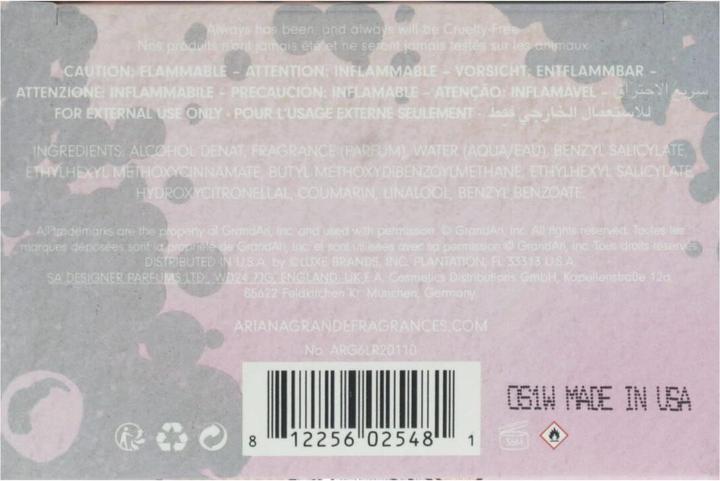 Always has been, and always will be Cruelty-Free
Nos produits n'ont jamais été et ne seront jamais testés sur les animaux
CAUTION: FLAMMABLE - ATTENTION: INFLAMMABLE - VORSICHT: ENTFLAMMBAR -
ATTENZIONE: INFIAMMABILE - PRECAUCIÓN: INFLAMABLE - ATENÇÃO: INFLAMÁVEL - سريع الاحتراق
FOR EXTERNAL USE ONLY · POUR L'USAGE EXTERNE SEULEMENT · للاستعمال الخارجي فقط
INGREDIENTS: ALCOHOL DENAT, FRAGRANCE (PARFUM), WATER (AQUA/EAU), BENZYL SALICYLATE,
ETHYLHEXYL METHOXYCINNAMATE, BUTYL METHOXYDIBENZOYLMETHANE, ETHYLHEXYL SALICYLATE,
HYDROXYCITRONELLAL, COUMARIN, LINALOOL, BENZYL BENZOATE.
All trademarks are the property of GrandAri, Inc. and used with permission. © GrandAri, Inc. All rights reserved. Toutes les
marques déposées sont la propriété de GrandAri, Inc. et sont utilisées avec sa permission © GrandAri, Inc. Tous droits réservés.
DISTRIBUTED IN U.S.A. by ©LUXE BRANDS, INC. PLANTATION, FL 33313 U.S.A.
SA DESIGNER PARFUMS LTD., WD24 7JG, ENGLAND-UK F.A. Cosmetics Distributions GmbH, Kapellenstraße 12a,
85622 Feldkirchen Kr. München, Germany
ARIANAGRANDEFRAGRANCES.COM
No. ARG6LR20110
8 12256 02548 1
0G1W MADE IN USA